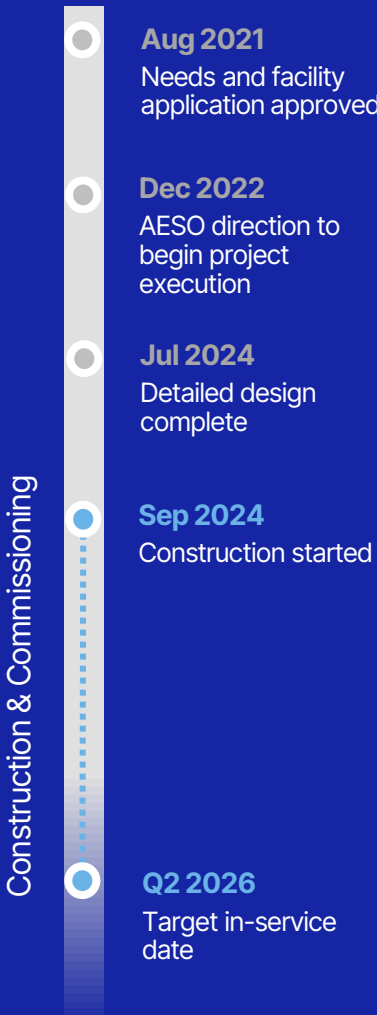 Aug 2021
Needs and facility
application approved
Dec 2022
AESO direction to
begin project
execution
Jul 2024
Detailed design
complete
Construction & Commissioning
Sep 2024
Construction started
Q2 2026
Target in-service
date